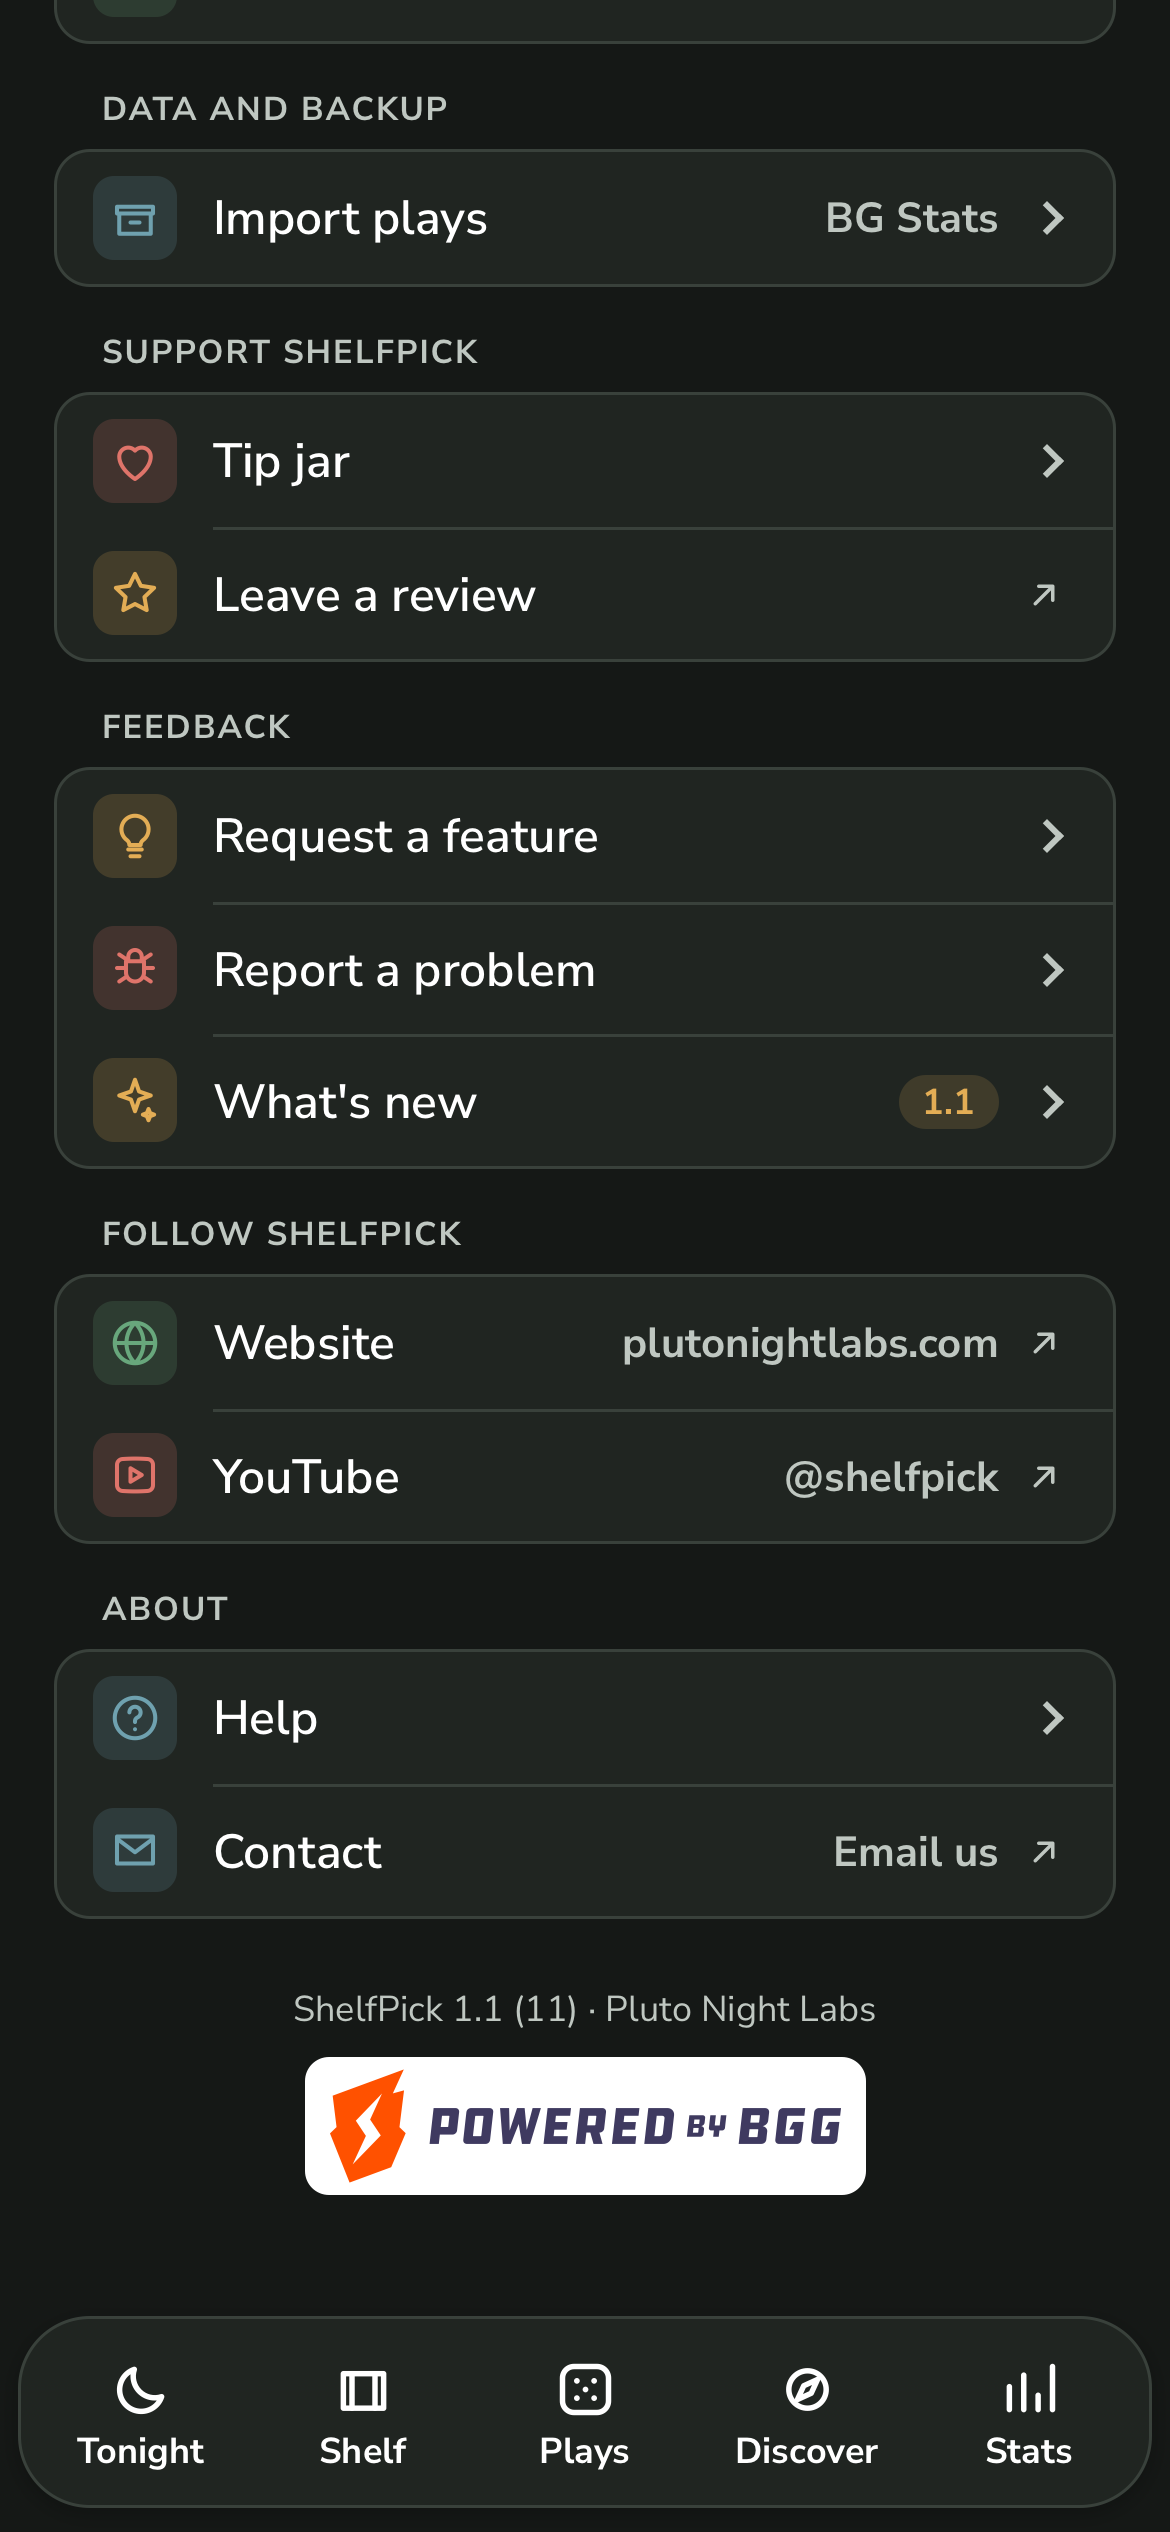 DATA AND BACKUP
Import plays BG Stats
SUPPORT SHELFPICK
Tip jar
Leave a review
FEEDBACK
Request a feature
Report a problem
What's new 1.1
FOLLOW SHELFPICK
Website plutonightlabs.com
YouTube @shelfpick
ABOUT
Help
Contact Email us
ShelfPick 1.1 (11) · Pluto Night Labs
POWERED BY BGG
Tonight Shelf Plays Discover Stats